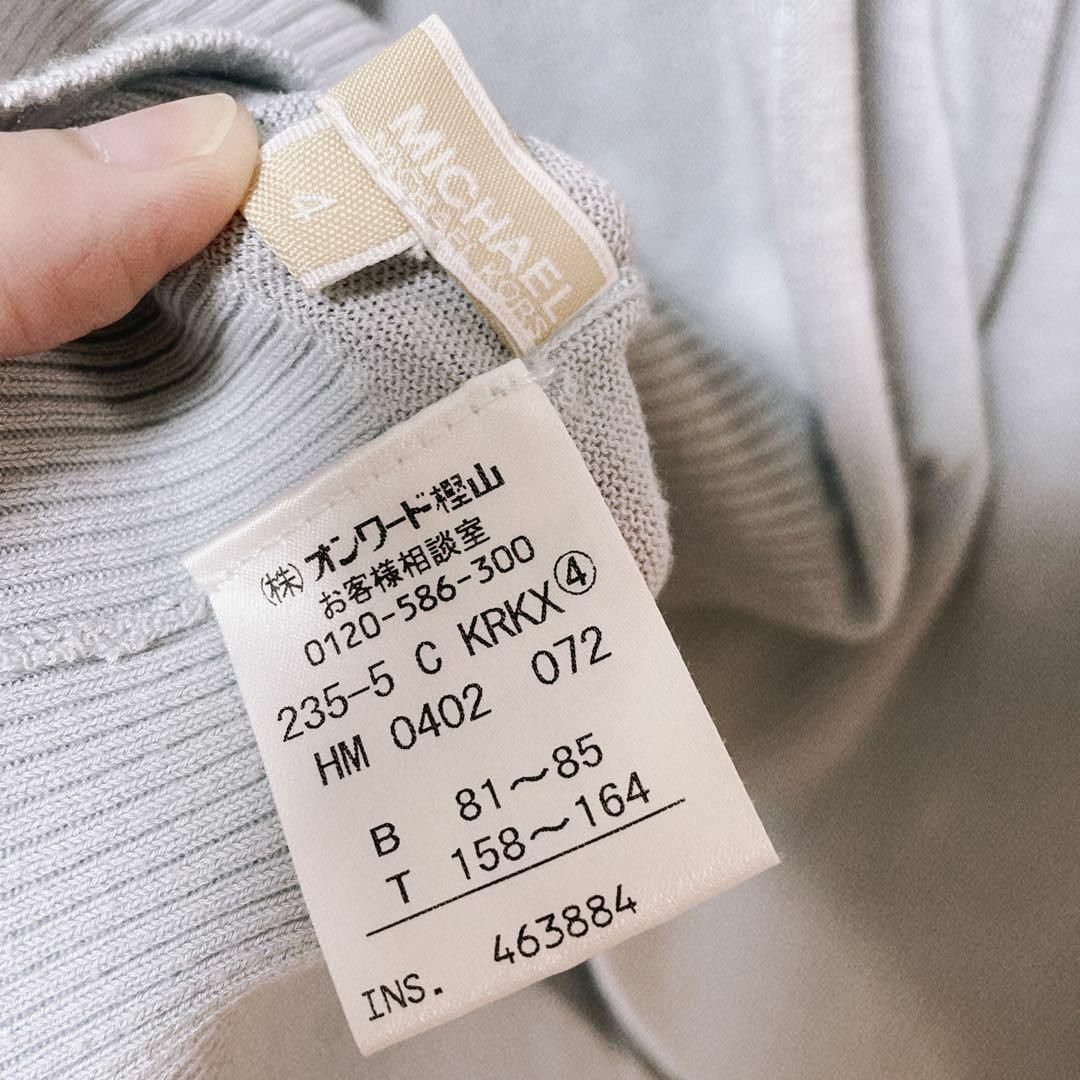 4
MICHAEL
MICHAEL KORS
(株)オンワード樫山
お客様相談室
0120-586-300
235-5 C KRKX④
HM 0402 072
B 81〜85
T 158〜164
INS. 463884